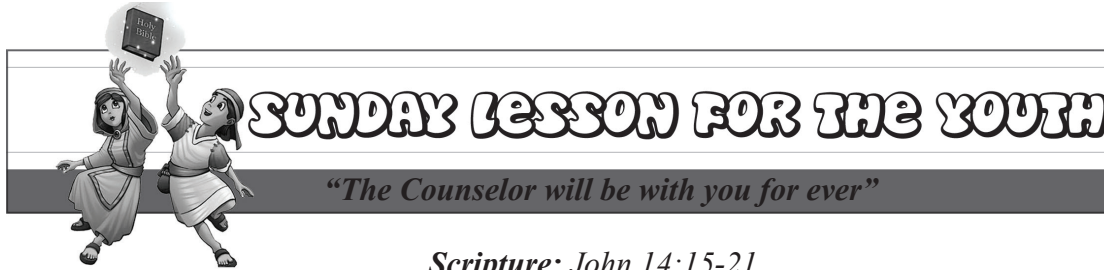 Holy
Bible
SUNDAY LESSON FOR THE YOUTH
“The Counselor will be with you for ever”
Scripture: John 14:15-21